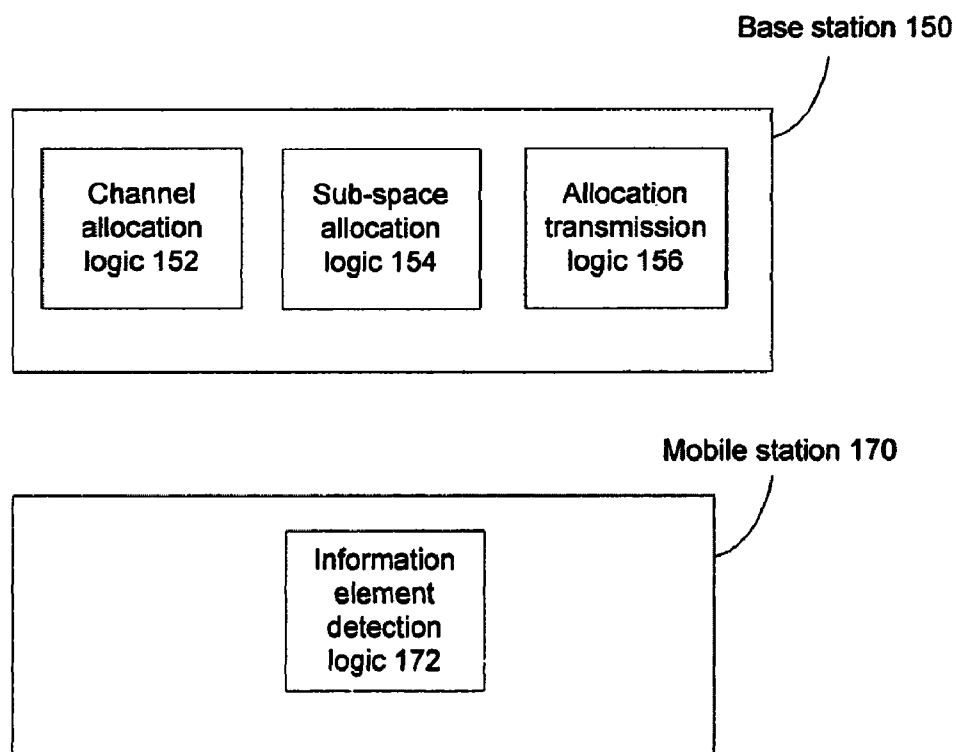 Base station 150
Channel
allocation
logic 152
Sub-space
allocation
logic 154
Allocation
transmission
logic 156
Mobile station 170
Information
element
detection
logic 172